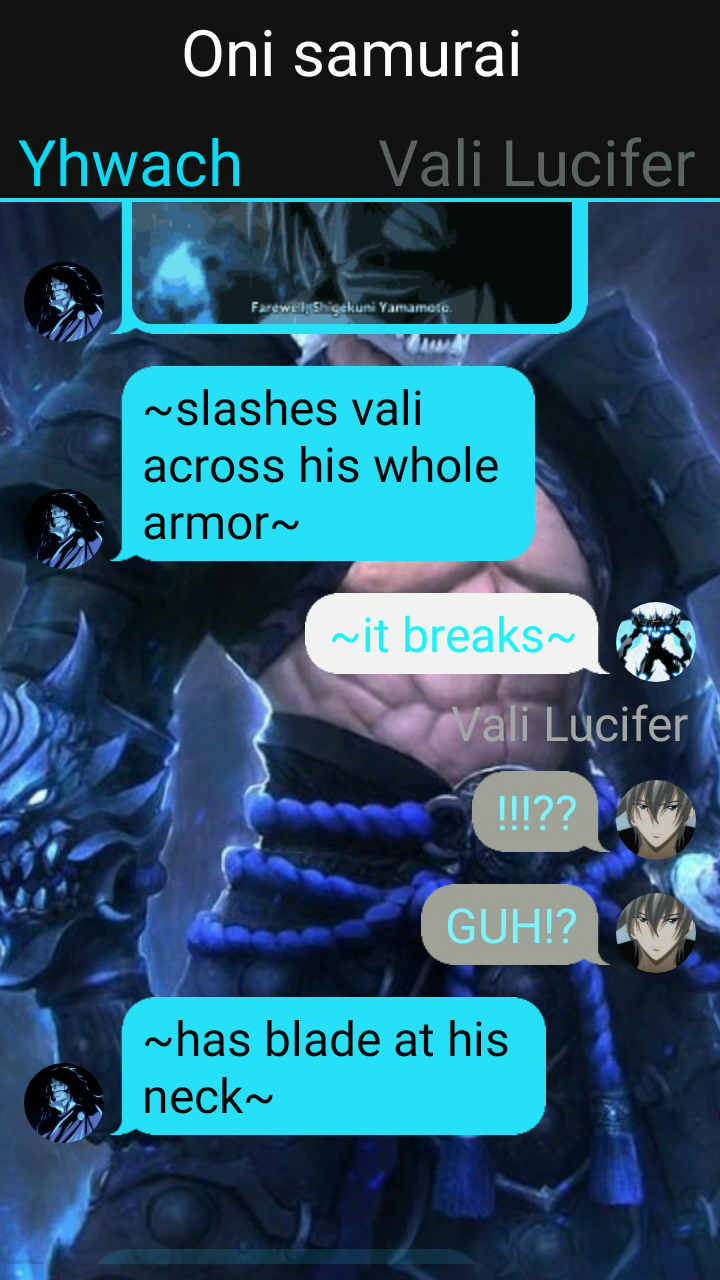 Oni samurai
Yhwach
Vali Lucifer
Farewell, Shigekuni Yamamoto.
~slashes vali
across his whole
armor~
~it breaks~
Vali Lucifer
!!!??
GUH!?
~has blade at his
neck~